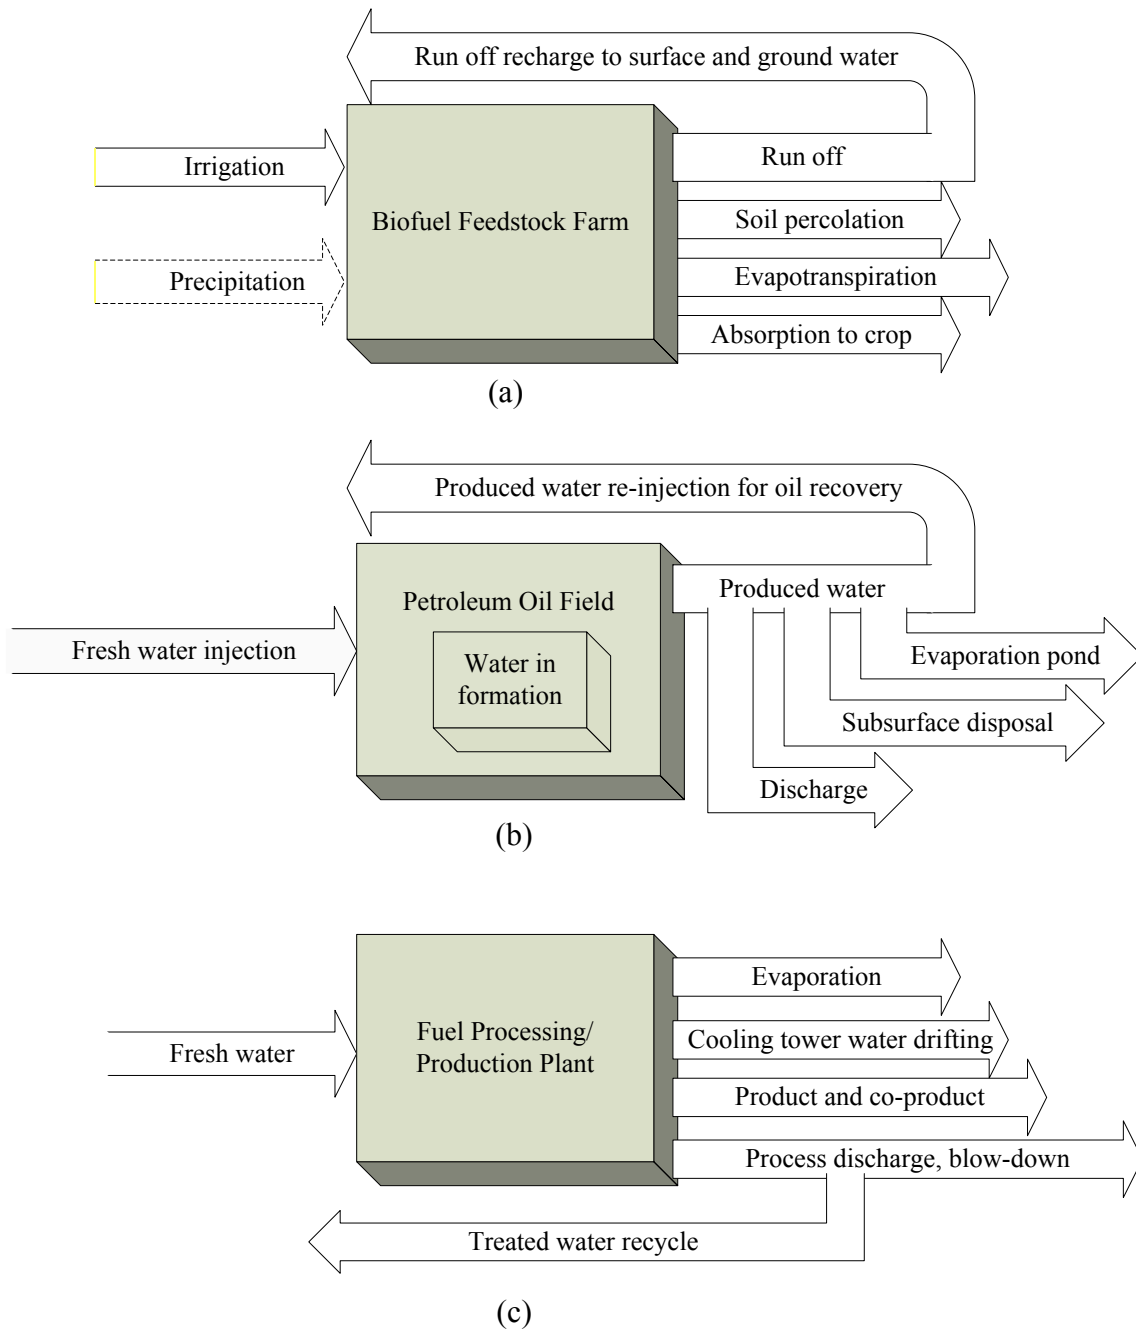 Run off recharge to surface and ground water
Irrigation
Run off
Biofuel Feedstock Farm
Soil percolation
Precipitation
Evapotranspiration
Absorption to crop
(a)
Produced water re-injection for oil recovery
Petroleum Oil Field
Produced water
Fresh water injection
Water in
formation
Evaporation pond
Subsurface disposal
Discharge
(b)
Evaporation
Fuel Processing/
Production Plant
Fresh water
Cooling tower water drifting
Product and co-product
Process discharge, blow-down
Treated water recycle
(c)